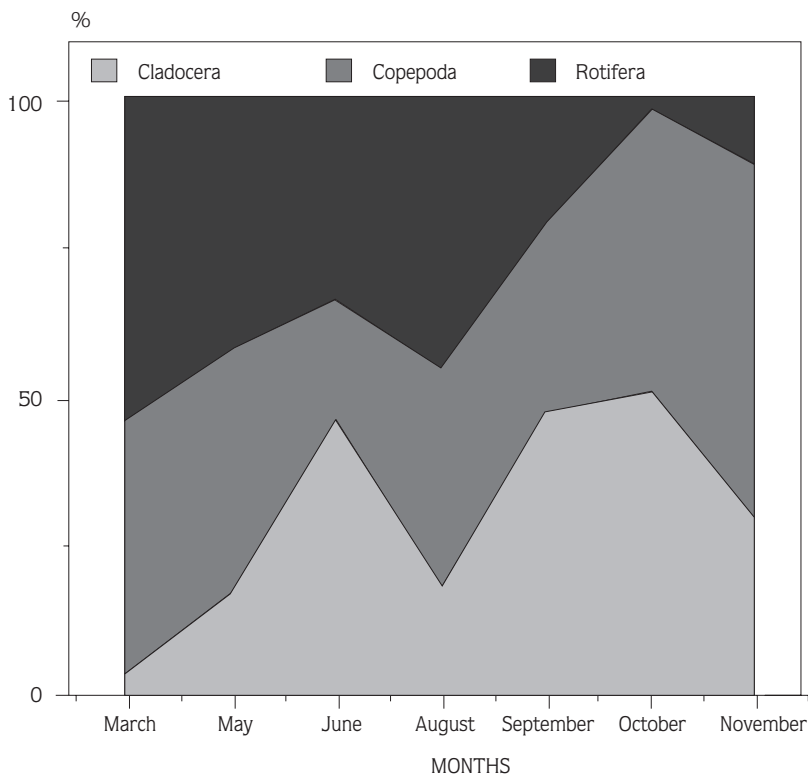 %
Cladocera Copepoda Rotifera
100
50
0
March May June August September October November
MONTHS